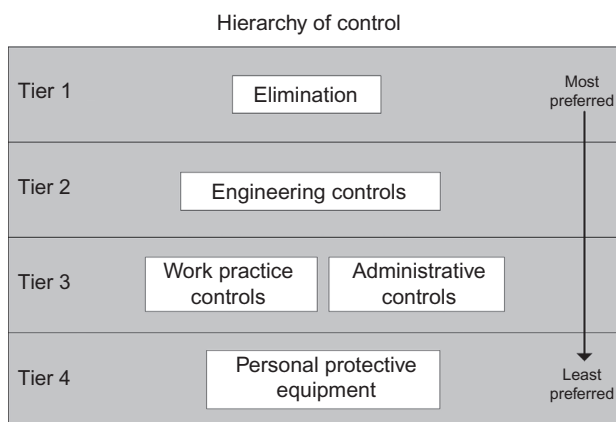 Hierarchy of control
Tier 1
Elimination
Most
preferred
Tier 2
Engineering controls
Tier 3
Work practice
controls
Administrative
controls
Tier 4
Personal protective
equipment
Least
preferred